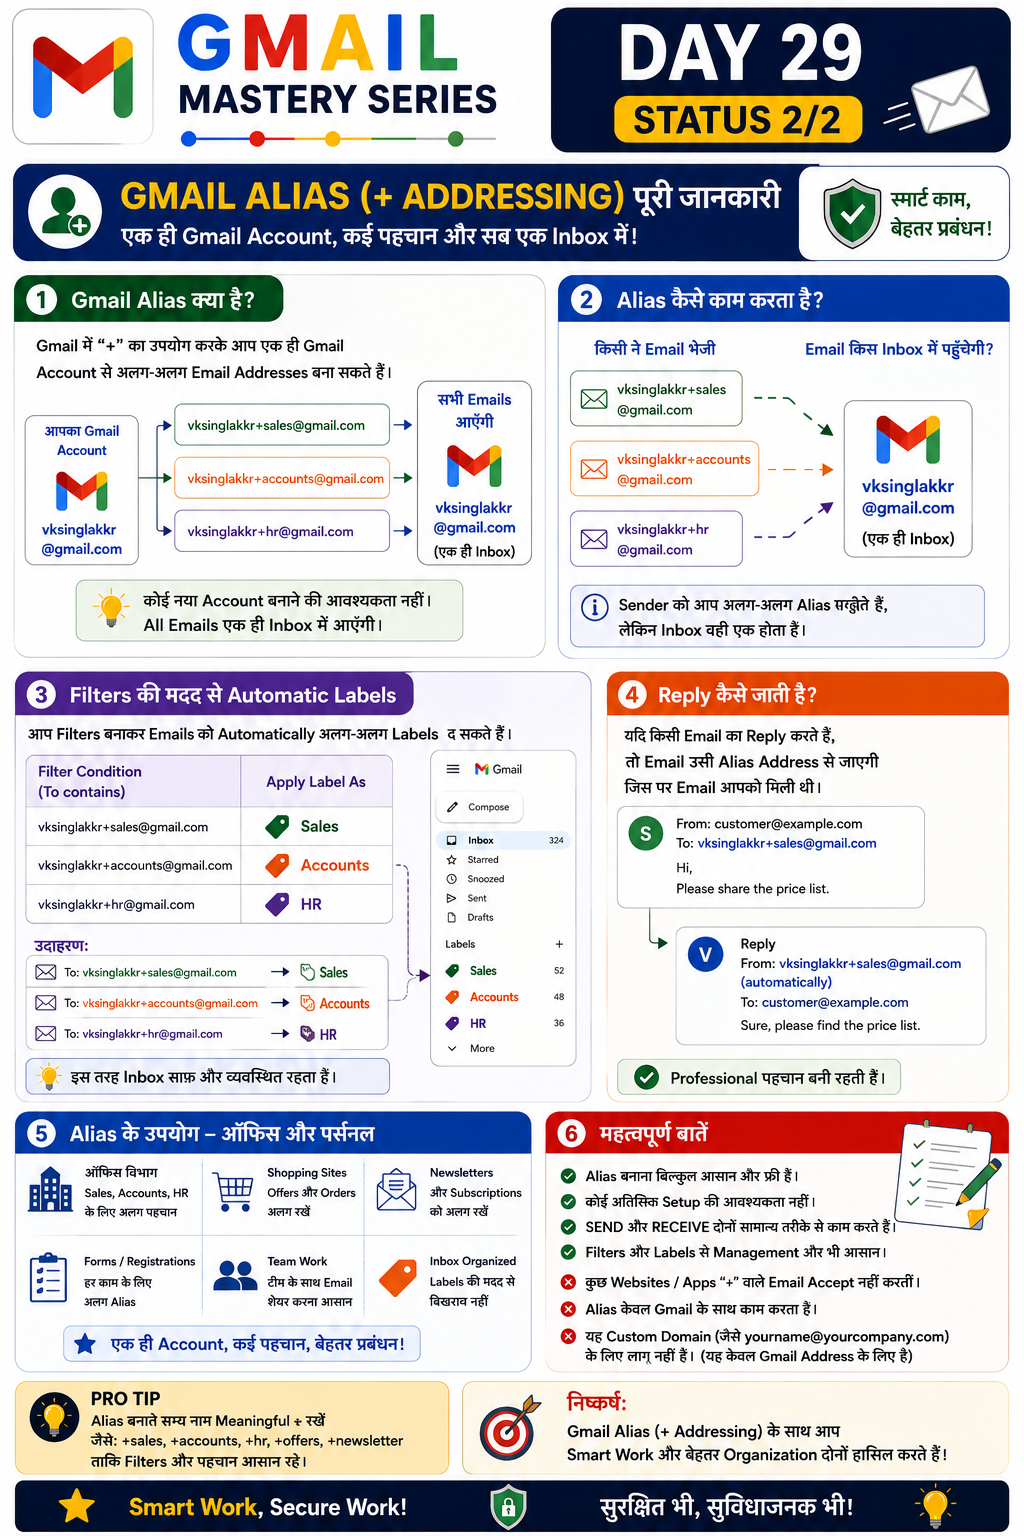 GMAIL
MASTERY SERIES
DAY 29
STATUS 2/2
GMAIL ALIAS (+ ADDRESSING) पूरी जानकारी
एक ही Gmail Account, कई पहचान और सब एक Inbox में!
स्मार्ट काम,
बेहतर प्रबंधन!
1 Gmail Alias क्या है?
Gmail में “+” का उपयोग करके आप एक ही Gmail
Account से अलग-अलग Email Addresses बना सकते हैं।
आपका Gmail
Account
vksinglakkr
@gmail.com
vksinglakkr+sales@gmail.com
vksinglakkr+accounts@gmail.com
vksinglakkr+hr@gmail.com
सभी Emails
आएँगी
vksinglakkr
@gmail.com
(एक ही Inbox)
कोई नया Account बनाने की आवश्यकता नहीं।
All Emails एक ही Inbox में आएँगी।
2 Alias कैसे काम करता है?
किसी ने Email भेजी
Email किस Inbox में पहुँचेगी?
vksinglakkr+sales
@gmail.com
vksinglakkr+accounts
@gmail.com
vksinglakkr+hr
@gmail.com
vksinglakkr
@gmail.com
(एक ही Inbox)
Sender को आप अलग-अलग Alias हैं,
लेकिन Inbox वही एक होता है।
3 Filters की मदद से Automatic Labels
आप Filters बनाकर Emails को Automatically अलग-अलग Labels द सकते हैं।
Filter Condition
(To contains)
Apply Label As
vksinglakkr+sales@gmail.com
Sales
vksinglakkr+accounts@gmail.com
Accounts
vksinglakkr+hr@gmail.com
HR
उदाहरण:
To: vksinglakkr+sales@gmail.com
Sales
To: vksinglakkr+accounts@gmail.com
Accounts
To: vksinglakkr+hr@gmail.com
HR
इस तरह Inbox साफ़ और व्यवस्थित रहता है।
Gmail
Compose
Inbox 324
Starred
Snoozed
Sent
Drafts
Labels +
Sales 52
Accounts 48
HR 36
More
4 Reply कैसे जाती है?
यदि किसी Email का Reply करते हैं,
तो Email उसी Alias Address से जाएगी
जिस पर Email आपको मिली थी।
S
From: customer@example.com
To: vksinglakkr+sales@gmail.com
Hi,
Please share the price list.
V
Reply
From: vksinglakkr+sales@gmail.com
(automatically)
To: customer@example.com
Sure, please find the price list.
Professional पहचान बनी रहती है।
5 Alias के उपयोग – ऑफिस और पर्सनल
ऑफिस विभाग
Sales, Accounts, HR
के लिए अलग पहचान
Shopping Sites
Offers और Orders
अलग रखें
Newsletters
और Subscriptions
को अलग रखें
Forms / Registrations
हर काम के लिए
अलग Alias
Team Work
टीम के साथ Email
शेयर करना आसान
Inbox Organized
Labels की मदद से
बिखराव नहीं
एक ही Account, कई पहचान, बेहतर प्रबंधन!
6 महत्वपूर्ण बातें
Alias बनाना बिल्कुल आसान और फ्री है।
कोई Setup की आवश्यकता नहीं।
SEND और RECEIVE दोनों सामान्य तरीके से काम करते हैं।
Filters और Labels से Management और भी आसान।
कुछ Websites / Apps “+” वाले Email Accept नहीं करतीं।
Alias केवल Gmail के साथ काम करता है।
यह Custom Domain (जैसे yourname@yourcompany.com)
के लिए लागू नहीं है। (यह केवल Gmail Address के लिए है)
PRO TIP
Alias बनाते सम्य नाम Meaningful + रखें
जैसे: +sales, +accounts, +hr, +offers, +newsletter
ताकि Filters और पहचान आसान रहे।
निष्कर्ष:
Gmail Alias (+ Addressing) के साथ आप
Smart Work और बेहतर Organization दोनों हासिल करते हैं!
Smart Work, Secure Work!
सुरक्षित भी, सुविधाजनक भी!